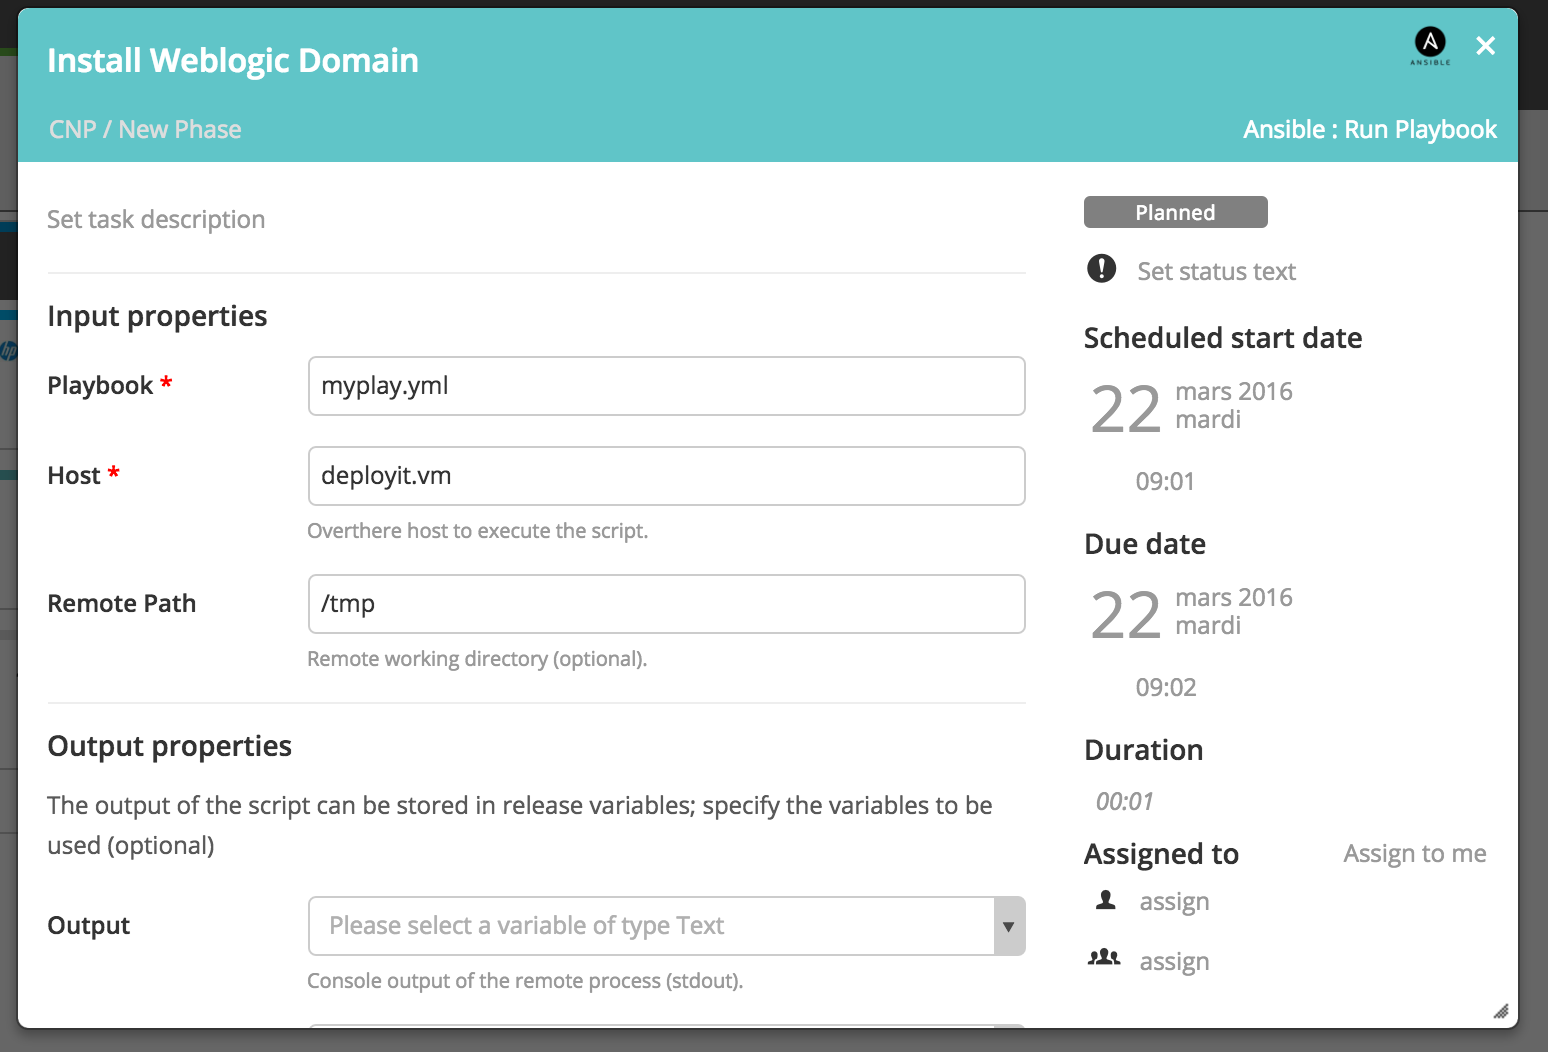 Install Weblogic Domain
ANSIBLE
CNP / New Phase
Ansible : Run Playbook
Set task description
Input properties
Playbook *
myplay.yml
Host *
deployit.vm
Overthere host to execute the script.
Remote Path
/tmp
Remote working directory (optional).
Output properties
The output of the script can be stored in release variables; specify the variables to be
used (optional)
Output
Please select a variable of type Text
Console output of the remote process (stdout).
Planned
Set status text
Scheduled start date
22
mars 2016
mardi
09:01
Due date
22
mars 2016
mardi
09:02
Duration
00:01
Assigned to
Assign to me
assign
assign
hp